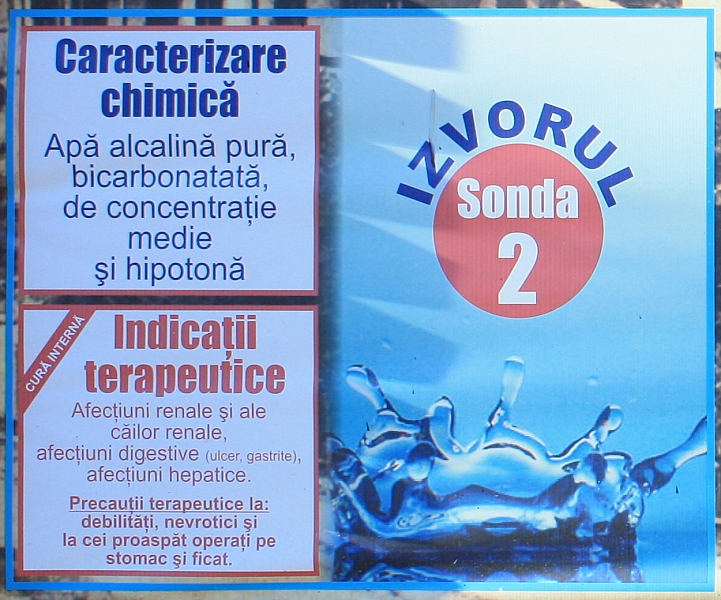 Caracterizare
chimică
Apă alcalină pură,
bicarbonatată,
de concentrație
medie
şi hipotonă
CURĂ INTERNĂ
Indicații
terapeutice
Afecțiuni renale şi ale
căilor renale,
afecțiuni digestive (ulcer, gastrite),
afecțiuni hepatice.
Precauții terapeutice la:
debilități, nevrotici şi
la cei proaspăt operați pe
stomac şi ficat.
IZVORUL
Sonda
2